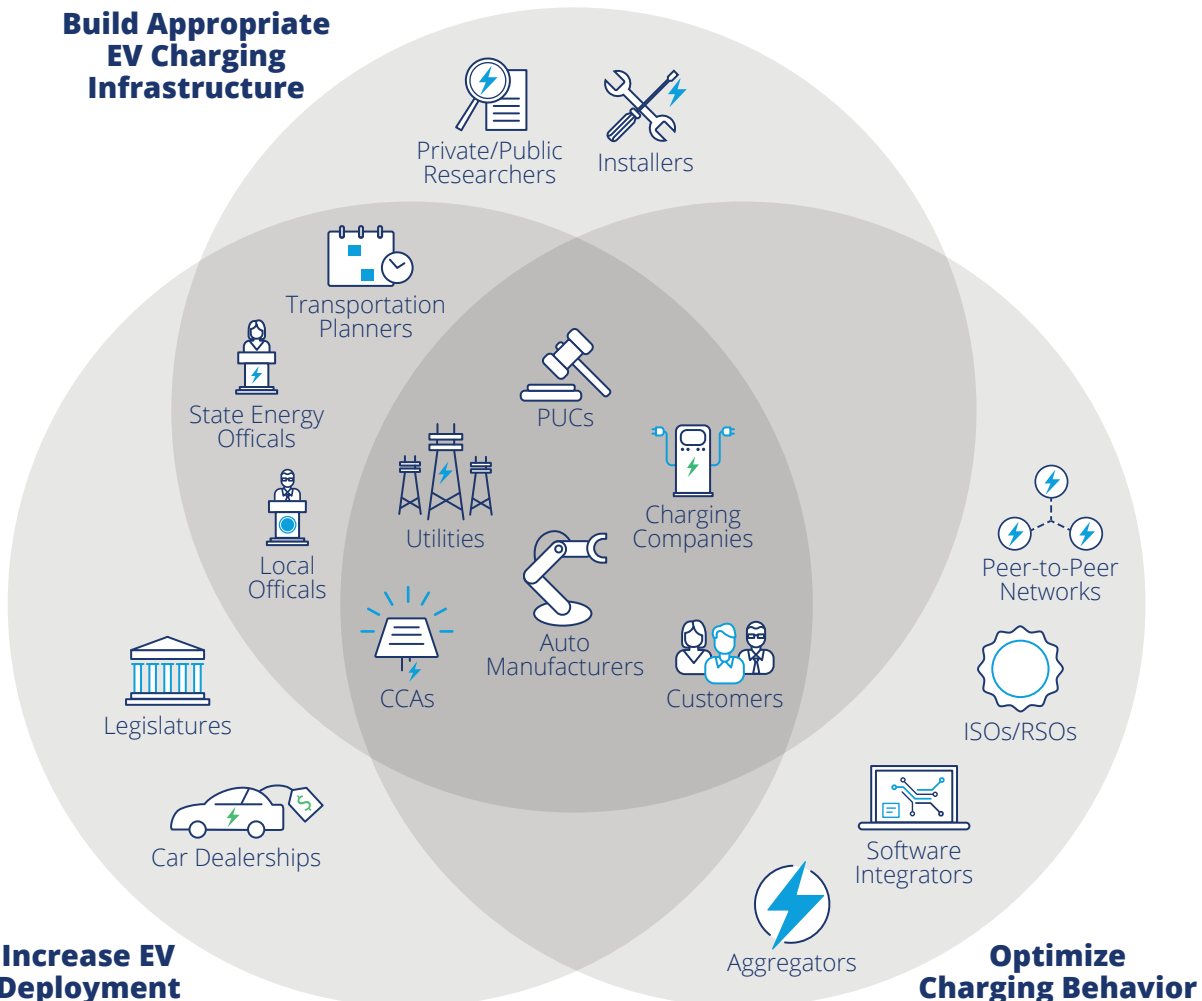 Build Appropriate
EV Charging
Infrastructure
Private/Public
Researchers
Installers
Transportation
Planners
State Energy
Officals
PUCs
Utilities
Charging
Companies
Local
Officals
Peer-to-Peer
Networks
Auto
Manufacturers
CCAs
Customers
Legislatures
ISOs/RSOs
Car Dealerships
$
Software
Integrators
Aggregators
Increase EV
Deployment
Optimize
Charging Behavior